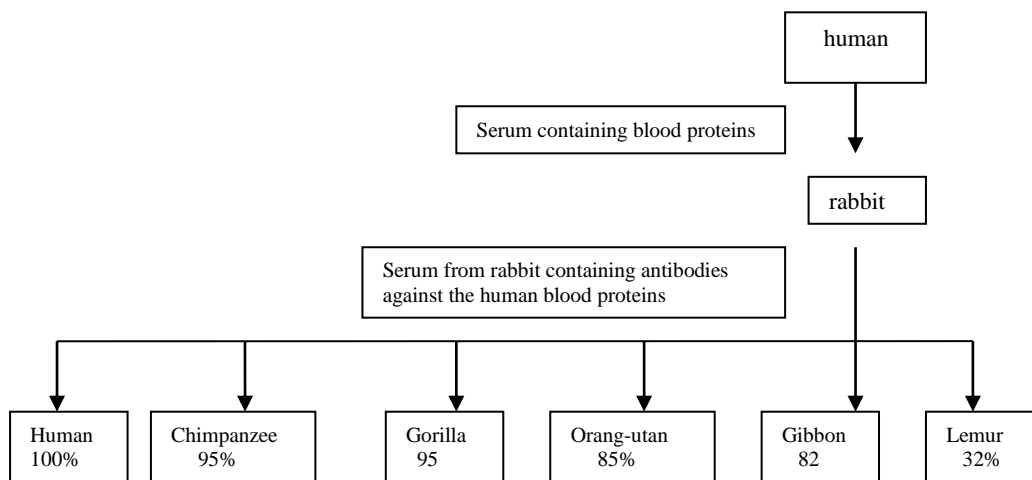 human
Serum containing blood proteins
rabbit
Serum from rabbit containing antibodies
against the human blood proteins
Human
100%
Chimpanzee
95%
Gorilla
95
Orang-utan
85%
Gibbon
82
Lemur
32%